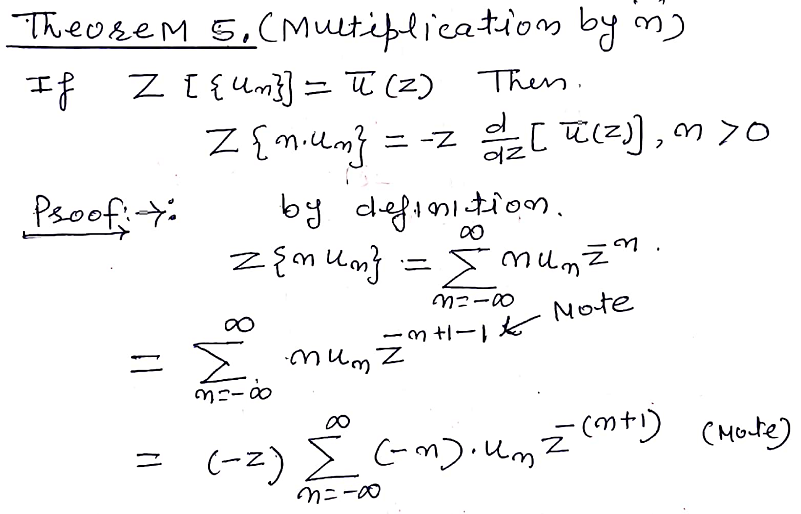 Theorem 5. (Multiplication by n)
If Z [{uₙ}] = ū(z) Then.
Z {n.uₙ} = -z d/dz [ū(z)], n > 0
Proof:→: by definition.
Z {n uₙ} = ∑_{n=-∞}^{∞} n uₙ z^{-n}.
= ∑_{n=-∞}^{∞} n uₙ z^{-n+1-1} ← Note
= (-z) ∑_{n=-∞}^{∞} (-n).uₙ z^{-(n+1)} (Note)